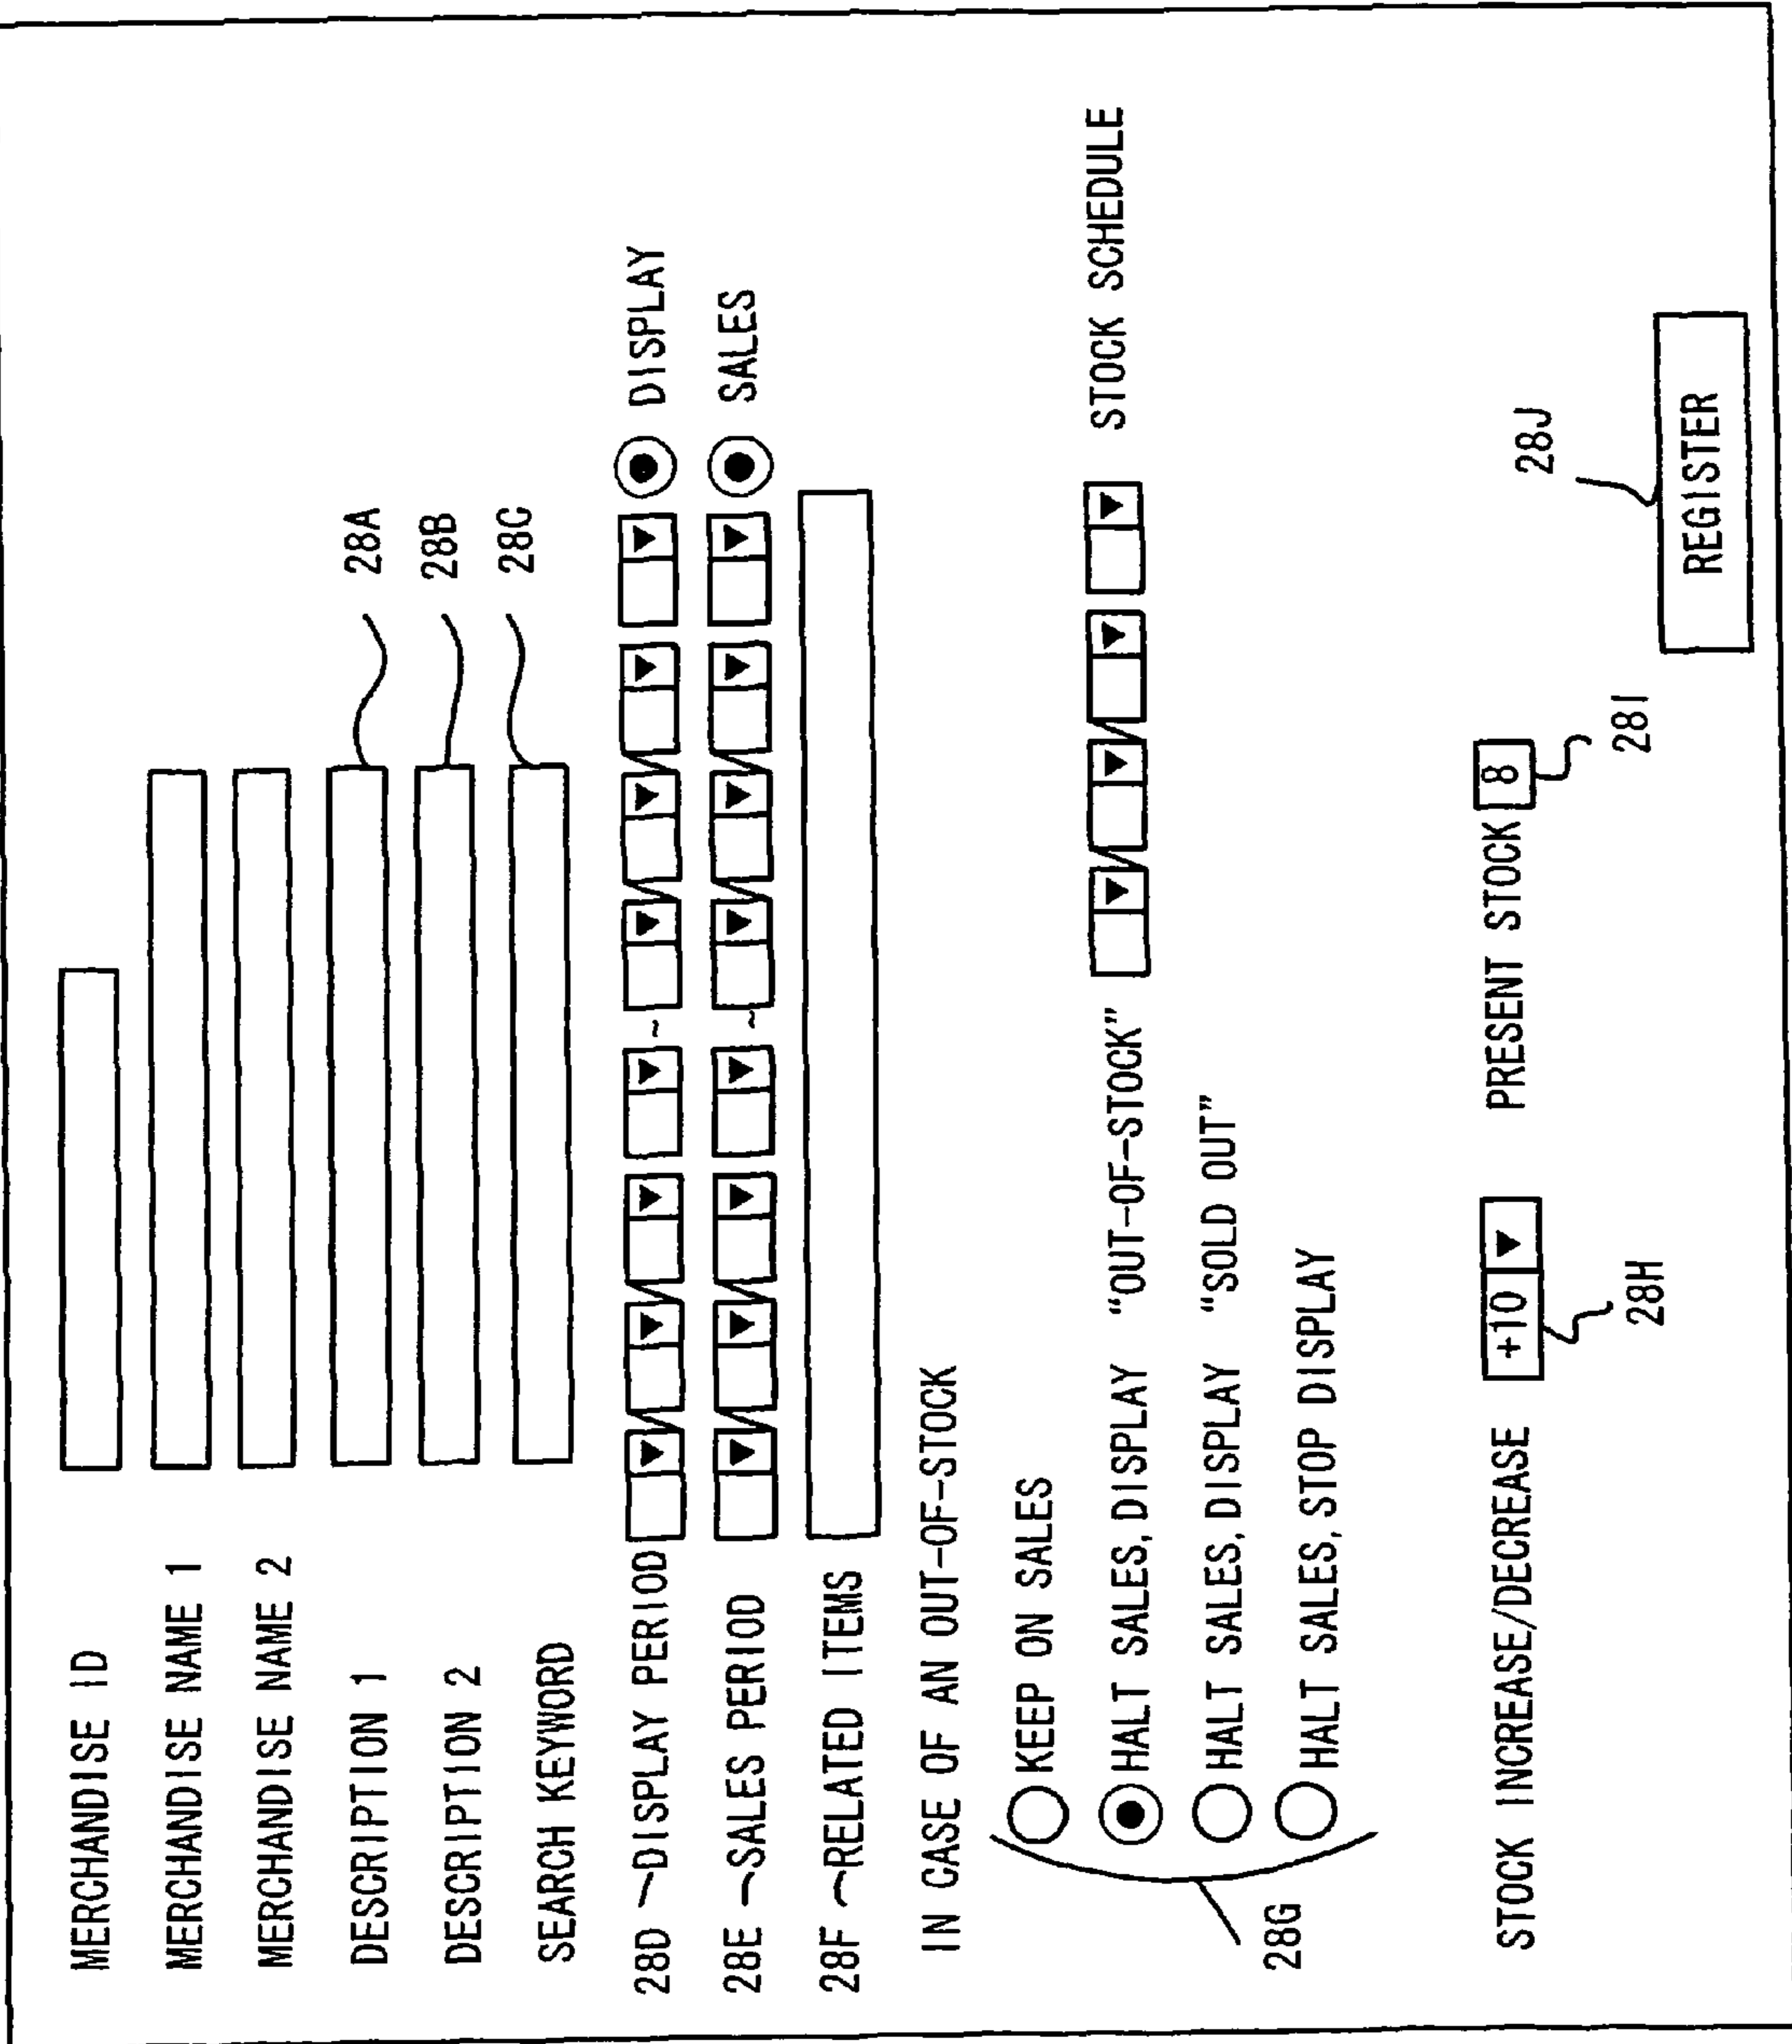 MERCHANDISE ID
MERCHANDISE NAME 1
MERCHANDISE NAME 2
DESCRIPTION 1 28A
DESCRIPTION 2 28B
SEARCH KEYWORD 28C
28D DISPLAY PERIOD ~ DISPLAY
28E SALES PERIOD ~ SALES
28F RELATED ITEMS
IN CASE OF AN OUT-OF-STOCK
KEEP ON SALES
HALT SALES, DISPLAY "OUT-OF-STOCK" STOCK SCHEDULE
HALT SALES, DISPLAY "SOLD OUT"
HALT SALES, STOP DISPLAY
28G
STOCK INCREASE/DECREASE +10 PRESENT STOCK 8
28H 28I 28J
REGISTER